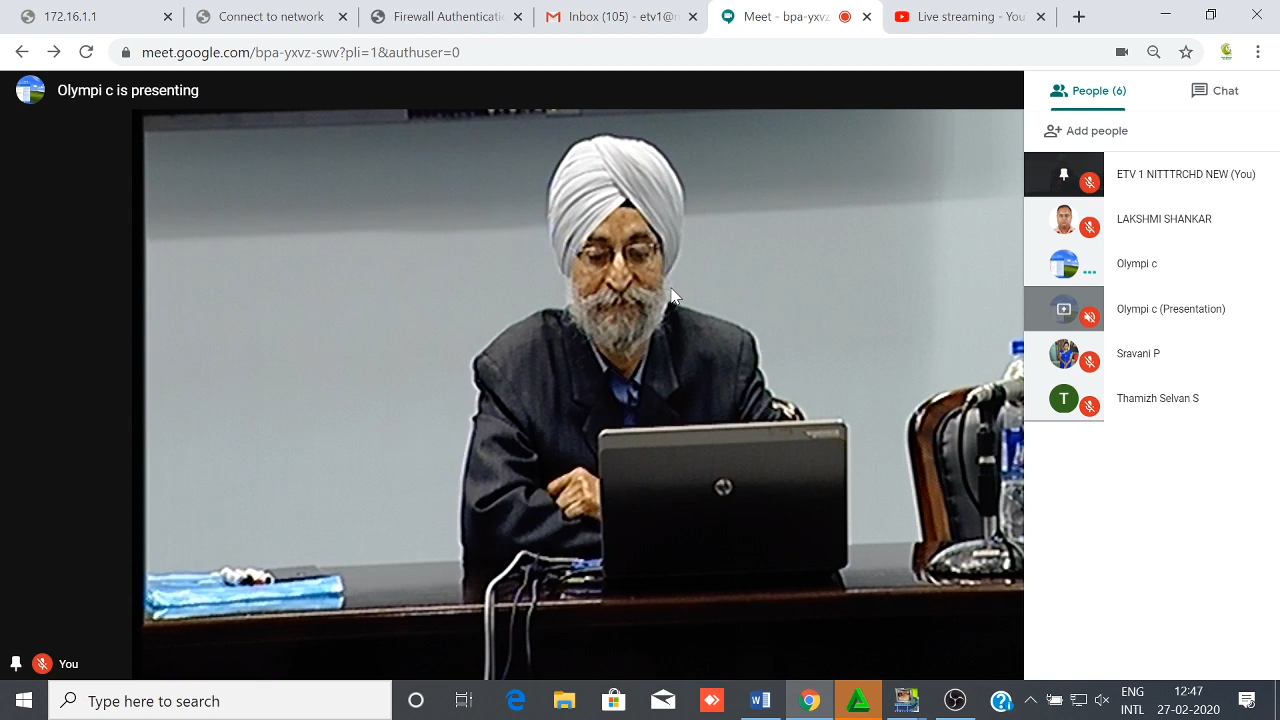 172.16.1.1
Connect to network
Firewall Authenticati
Inbox (105) - etv1@n
Meet - bpa-yxvz
Live streaming - You
meet.google.com/bpa-yxvz-swv?pli=1&authuser=0
Olympi c is presenting
People (6)
Chat
Add people
ETV 1 NITTTRCHD NEW (You)
LAKSHMI SHANKAR
Olympi c
Olympi c (Presentation)
Sravani P
T
Thamizh Selvan S
You
Type here to search
ENG
INTL
12:47
27-02-2020